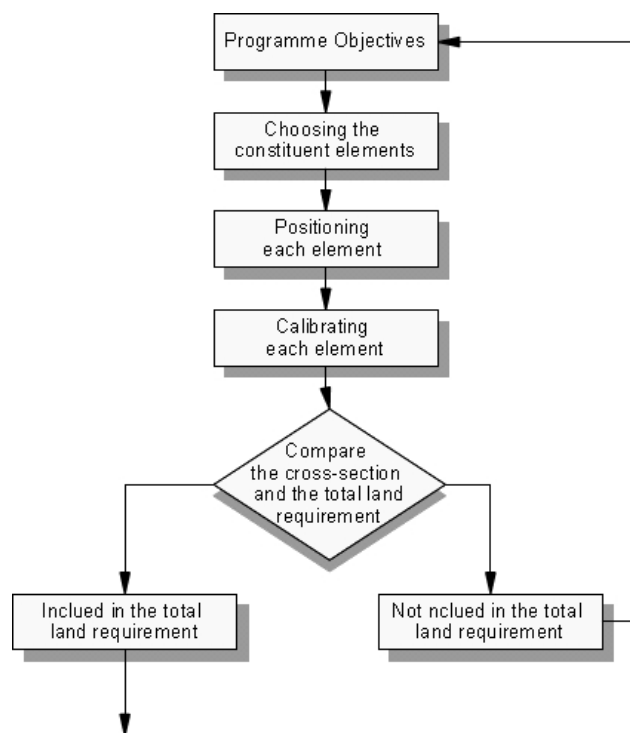 Programme Objectives
Choosing the
constituent elements
Positioning
each element
Calibrating
each element
Compare
the cross-section
and the total land
requirement
Inclued in the total
land requirement
Not nclued in the total
land requirement